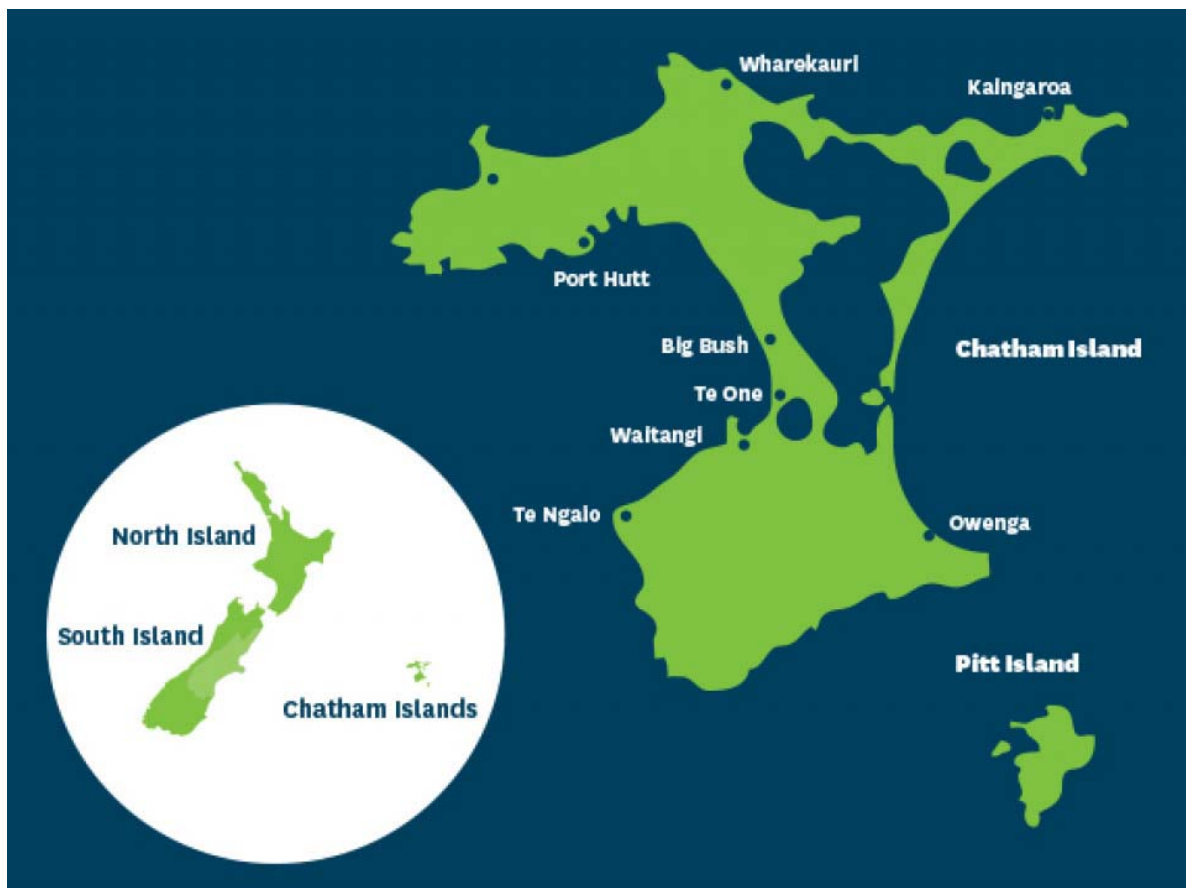 Wharekauri
Kaingaroa
Port Hutt
Big Bush
Chatham Island
Te One
Waitangi
Te Ngaio
Owenga
North Island
South Island
Pitt Island
Chatham Islands